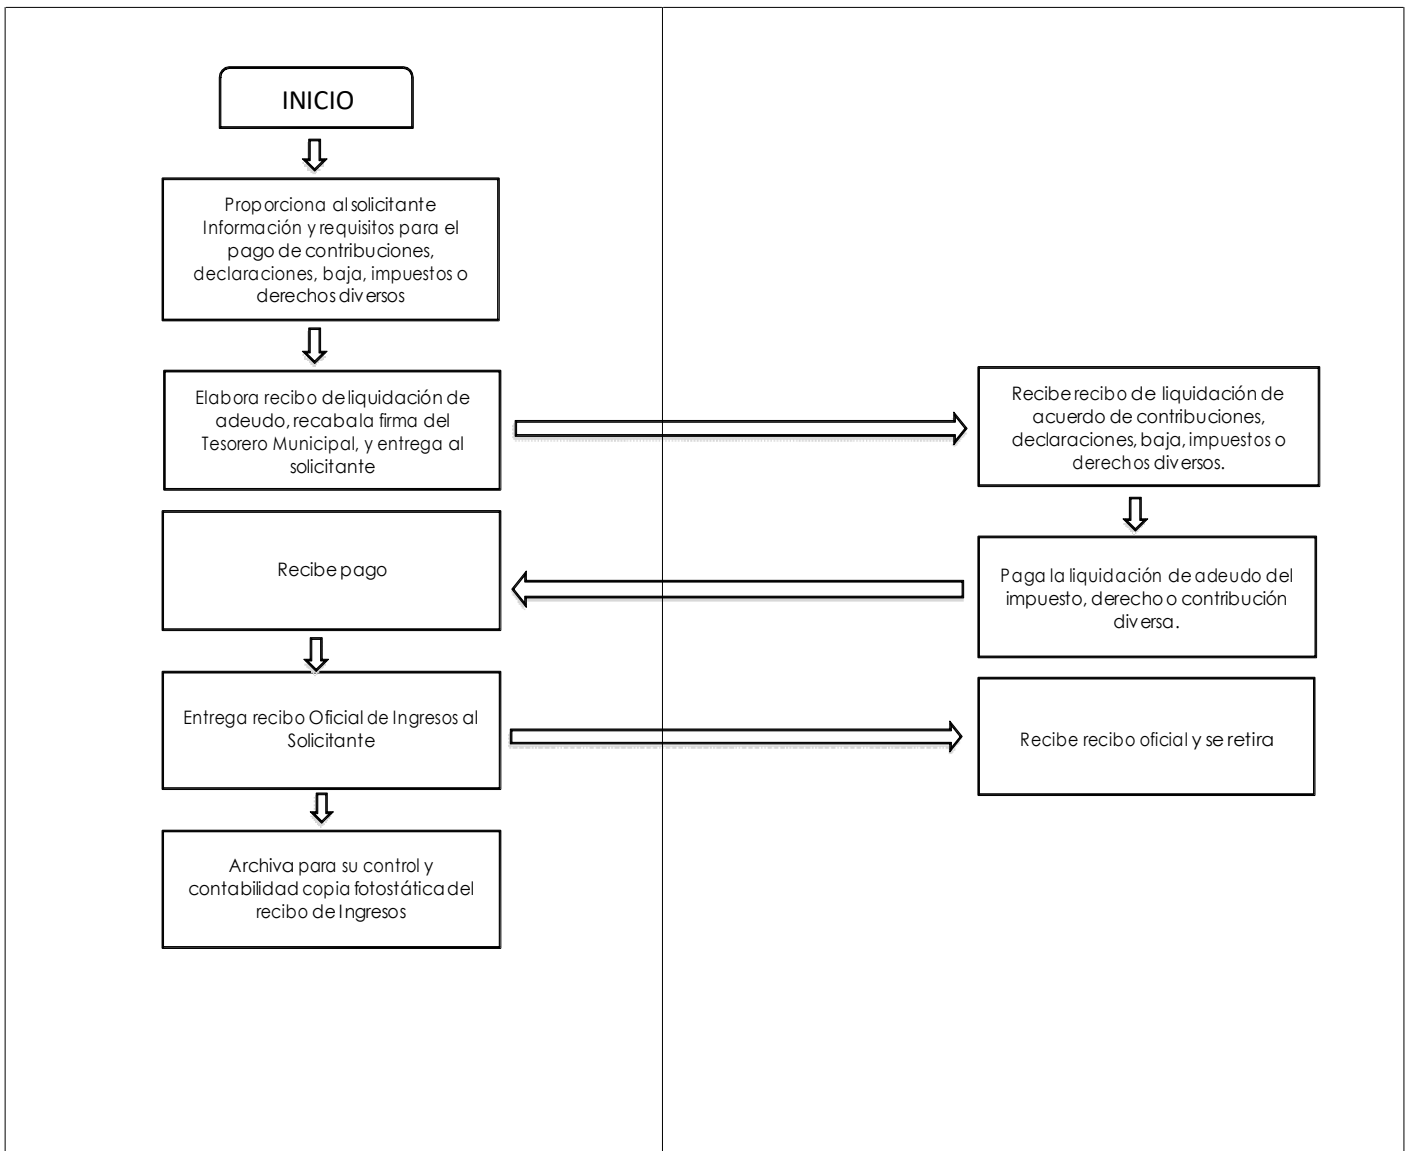 INICIO
Proporciona al solicitante
Información y requisitos para el
pago de contribuciones,
declaraciones, baja, impuestos o
derechos diversos
Elabora recibo de liquidación de
adeudo, recabala firma del
Tesorero Municipal, y entrega al
solicitante
Recibe recibo de liquidación de
acuerdo de contribuciones,
declaraciones, baja, impuestos o
derechos diversos.
Paga la liquidación de adeudo del
impuesto, derecho o contribución
diversa.
Recibe pago
Entrega recibo Oficial de Ingresos al
Solicitante
Recibe recibo oficial y se retira
Archiva para su control y
contabilidad copia fotostática del
recibo de Ingresos